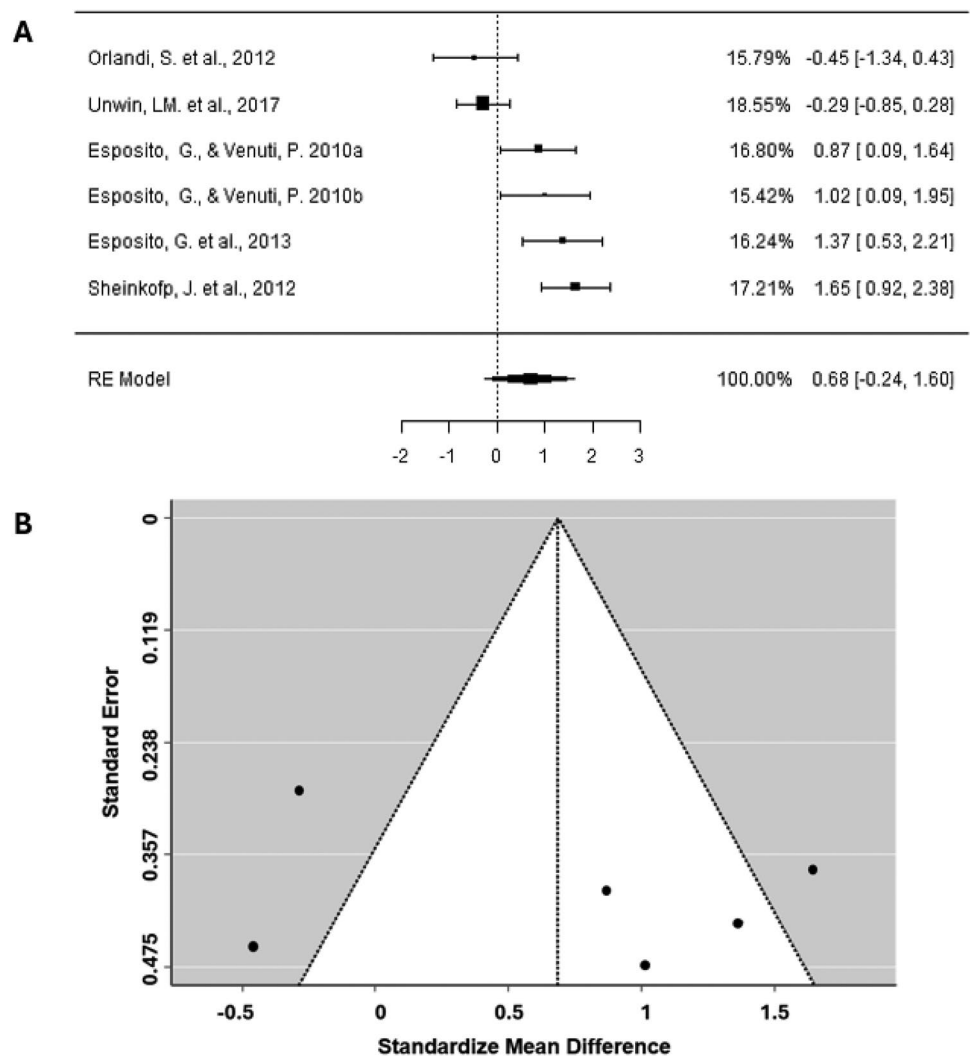 A
Orlandi, S. et al., 2012 15.79% -0.45 [-1.34, 0.43]
Unwin, LM. et al., 2017 18.55% -0.29 [-0.85, 0.28]
Esposito, G., & Venuti, P. 2010a 16.80% 0.87 [0.09, 1.64]
Esposito, G., & Venuti, P. 2010b 15.42% 1.02 [0.09, 1.95]
Esposito, G. et al., 2013 16.24% 1.37 [0.53, 2.21]
Sheinkofp, J. et al., 2012 17.21% 1.65 [0.92, 2.38]
RE Model 100.00% 0.68 [-0.24, 1.60]
-2 -1 0 1 2 3
B
0
0.119
0.238
0.357
0.475
Standard Error
-0.5 0 0.5 1 1.5
Standardize Mean Difference